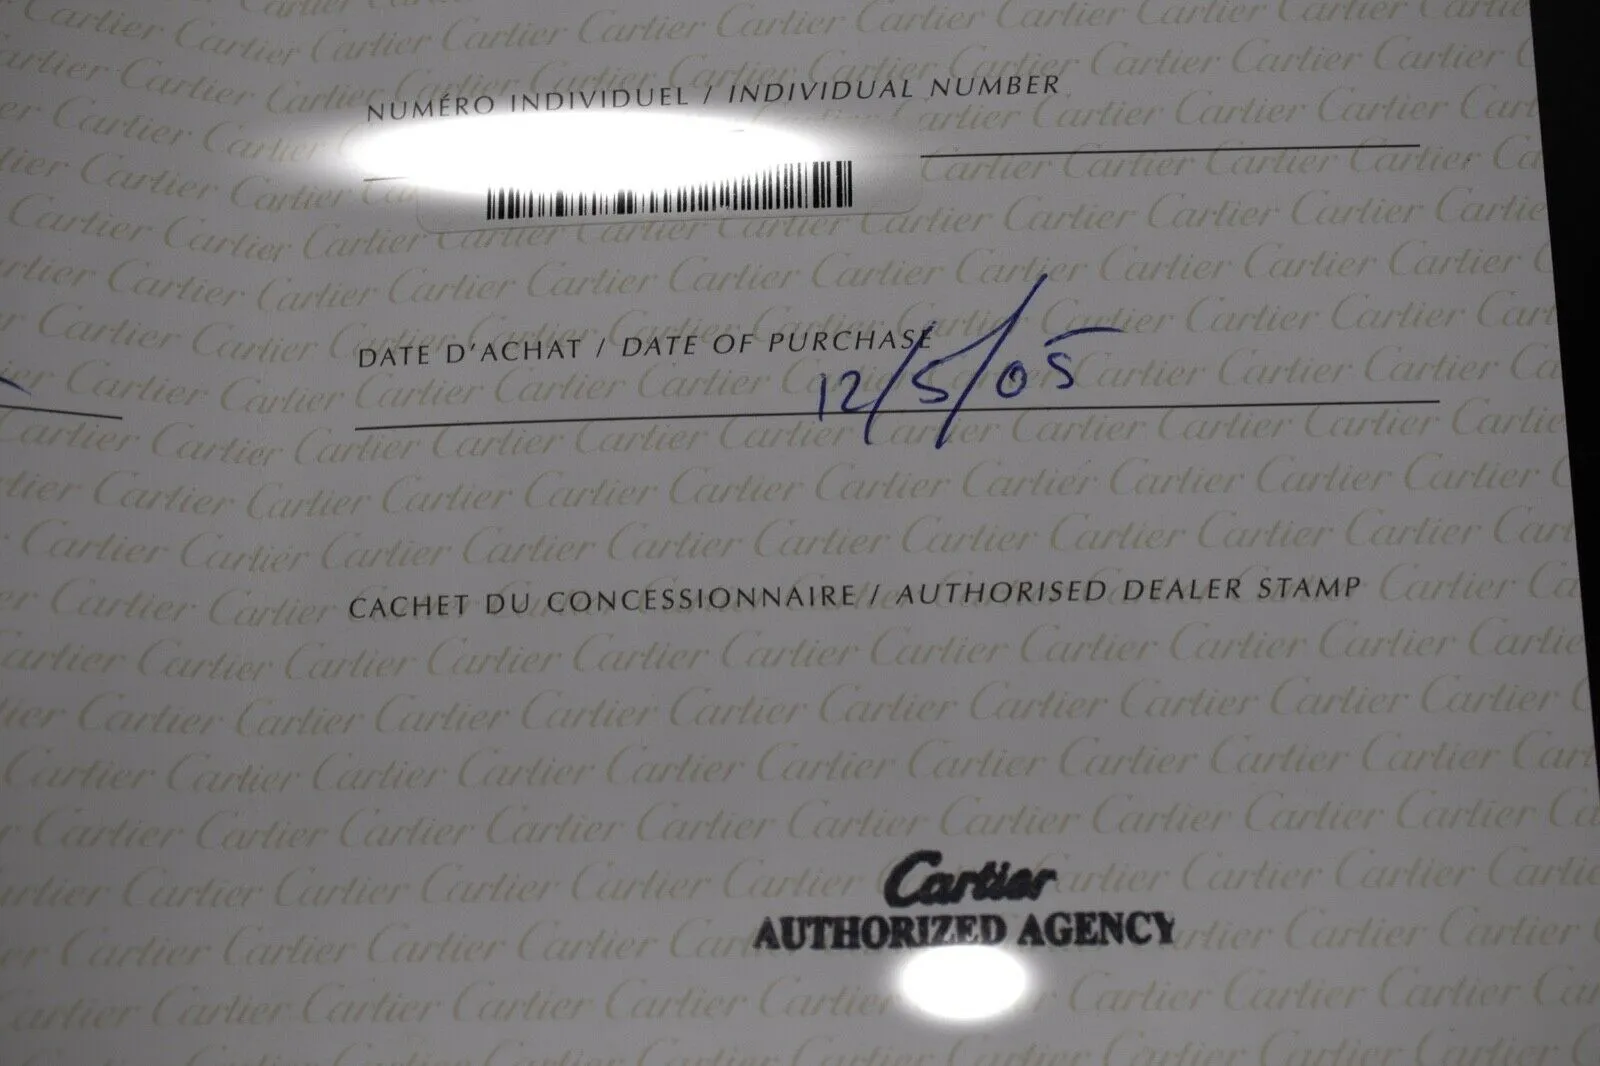 NUMÉRO INDIVIDUEL / INDIVIDUAL NUMBER
DATE D'ACHAT / DATE OF PURCHASE
12/5/05
CACHET DU CONCESSIONNAIRE / AUTHORISED DEALER STAMP
Cartier
AUTHORIZED AGENCY